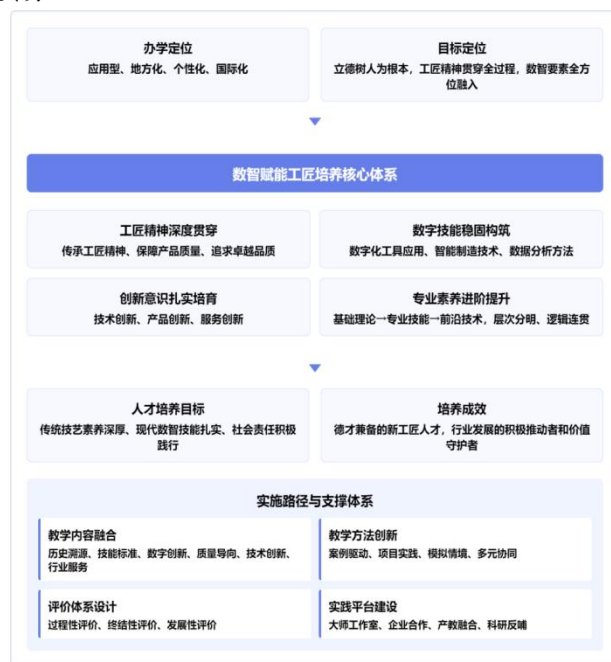 办学定位
应用型、地方化、个性化、国际化
目标定位
立德树人为根本，工匠精神贯穿全过程，数智要素全方
位融入
数智赋能工匠培养核心体系
工匠精神深度贯穿
传承工匠精神、保障产品质量、追求卓越品质
数字技能稳固构筑
数字化工具应用、智能制造技术、数据分析方法
创新意识扎实培育
技术创新、产品创新、服务创新
专业素养进阶提升
基础理论→专业技能→前沿技术，层次分明、逻辑连贯
人才培养目标
传统技艺素养深厚、现代数智技能扎实、社会责任积极
践行
培养成效
德才兼备的新工匠人才，行业发展的积极推动者和价值
守护者
实施路径与支撑体系
教学内容融合
历史溯源、技能标准、数字创新、质量导向、技术创新、
行业服务
教学方法创新
案例驱动、项目实践、模拟情境、多元协同
评价体系设计
过程性评价、终结性评价、发展性评价
实践平台建设
大师工作室、企业合作、产教融合、科研反哺